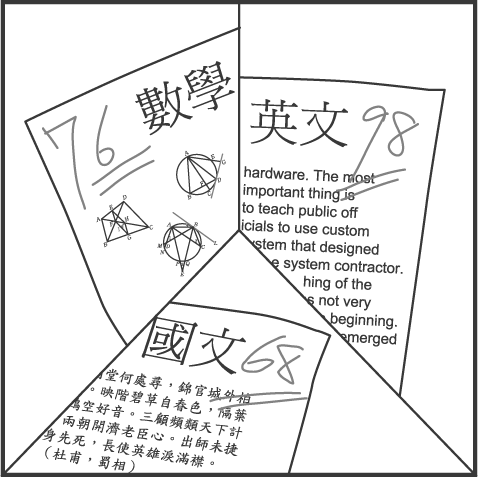 數學
76
英文
98
hardware. The most
important thing is
to teach public off
icials to use custom
ystem that designed
e system contractor.
hing of the
s not very
beginning.
emerged
國文
68
堂何處尋，錦官城外柏
。映階碧草自春色，隔葉
鸝空好音。三顧頻頻天下計
兩朝開濟老臣心。出師未捷
身先死，長使英雄淚滿襟。
（杜甫，蜀相）